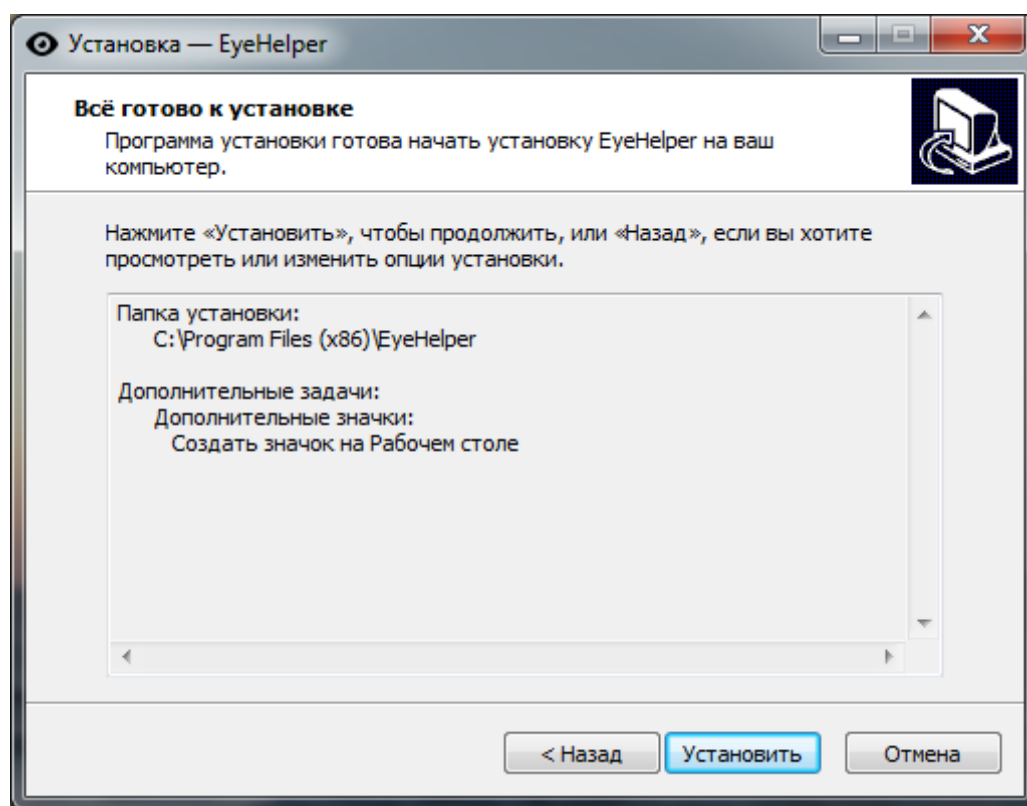 Установка — EyeHelper
Всё готово к установке
Программа установки готова начать установку EyeHelper на ваш
компьютер.
Нажмите «Установить», чтобы продолжить, или «Назад», если вы хотите
просмотреть или изменить опции установки.
Папка установки:
C:\Program Files (x86)\EyeHelper
Дополнительные задачи:
Дополнительные значки:
Создать значок на Рабочем столе
< Назад
Установить
Отмена